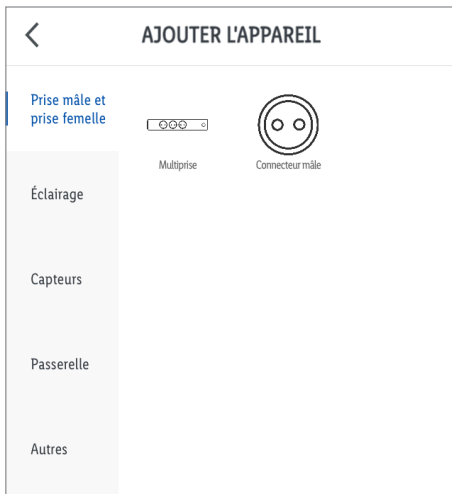 AJOUTER L'APPAREIL
Prise mâle et
prise femelle
Multiprise
Connecteur mâle
Éclairage
Capteurs
Passerelle
Autres